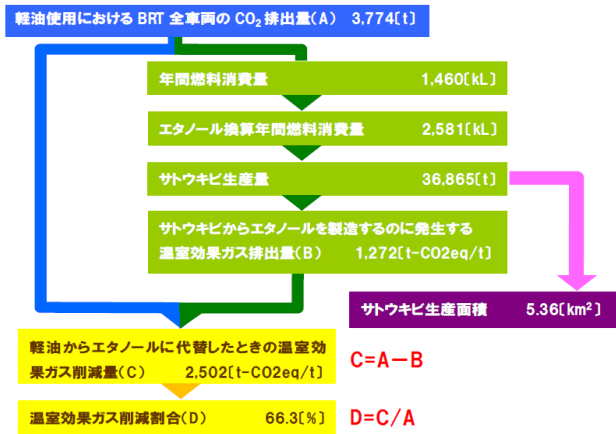 軽油使用におけるBRT全車両のCO₂排出量(A) 3,774[t]
年間燃料消費量 1,460[kL]
エタノール換算年間燃料消費量 2,581[kL]
サトウキビ生産量 36,865[t]
サトウキビからエタノールを製造するのに発生する
温室効果ガス排出量(B) 1,272[t-CO2eq/t]
サトウキビ生産面積 5.36[km²]
軽油からエタノールに代替したときの温室効
果ガス削減量(C) 2,502[t-CO2eq/t]
C=A-B
温室効果ガス削減割合(D) 66.3[%]
D=C/A